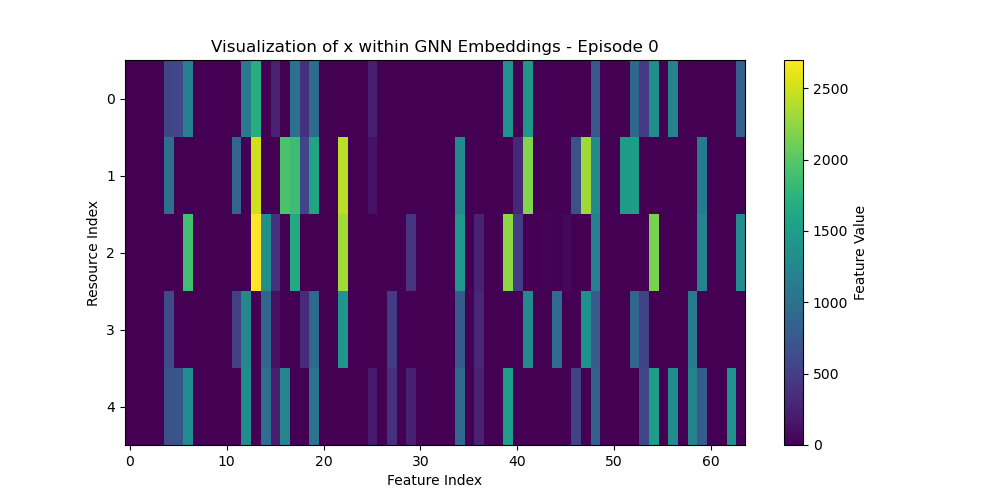 Visualization of x within GNN Embeddings - Episode 0
Resource Index
0
1
2
3
4
0 10 20 30 40 50 60
Feature Index
2500
2000
1500
1000
500
0
Feature Value